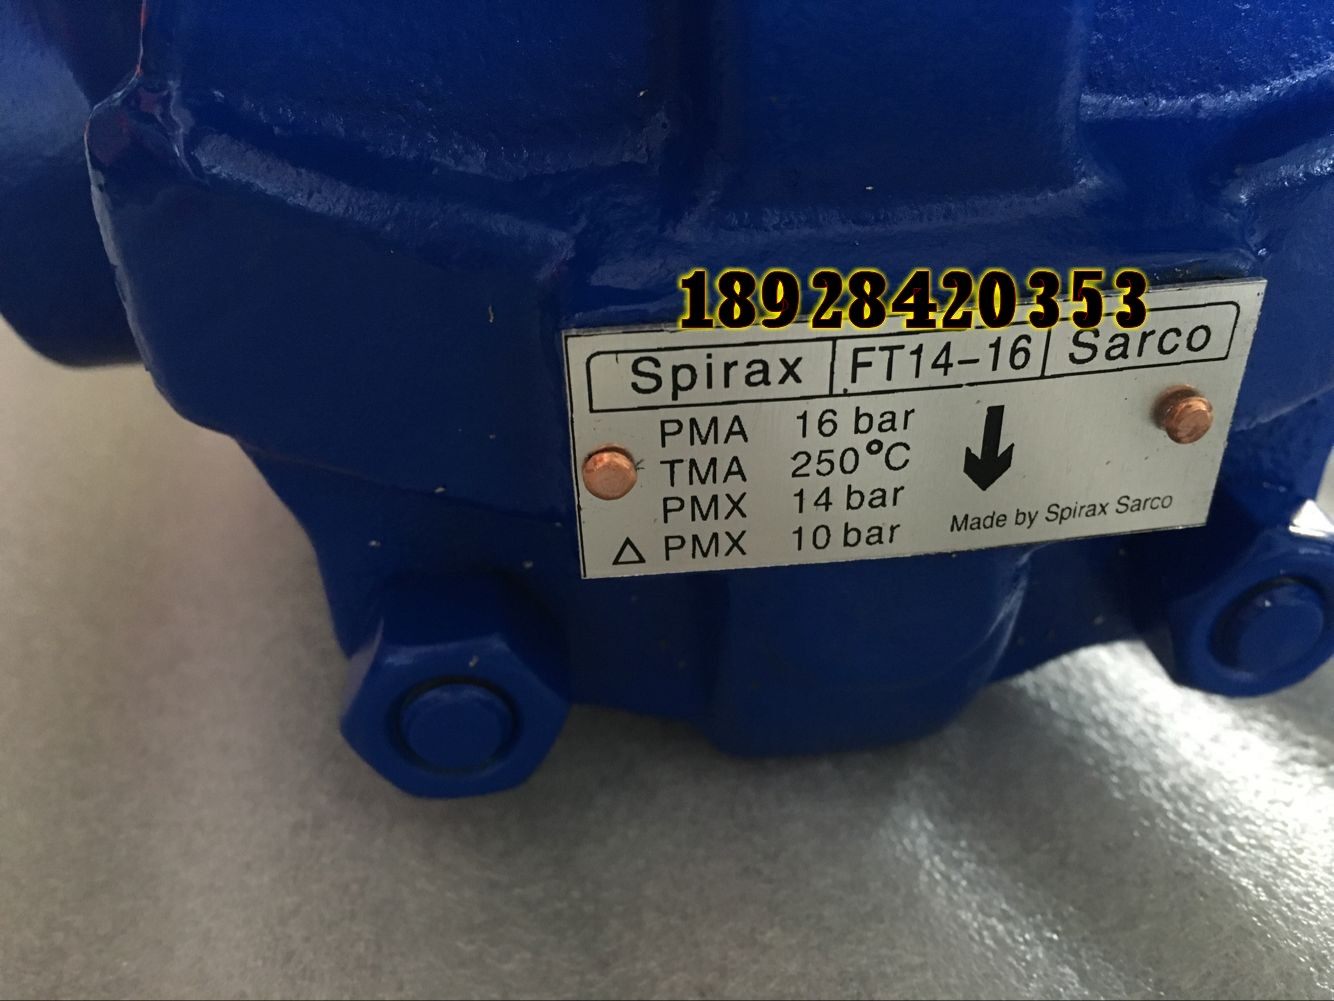 18928420353
Spirax FT14-16 Sarco
PMA 16 bar
TMA 250°C
PMX 14 bar
△ PMX 10 bar
Made by Spirax Sarco